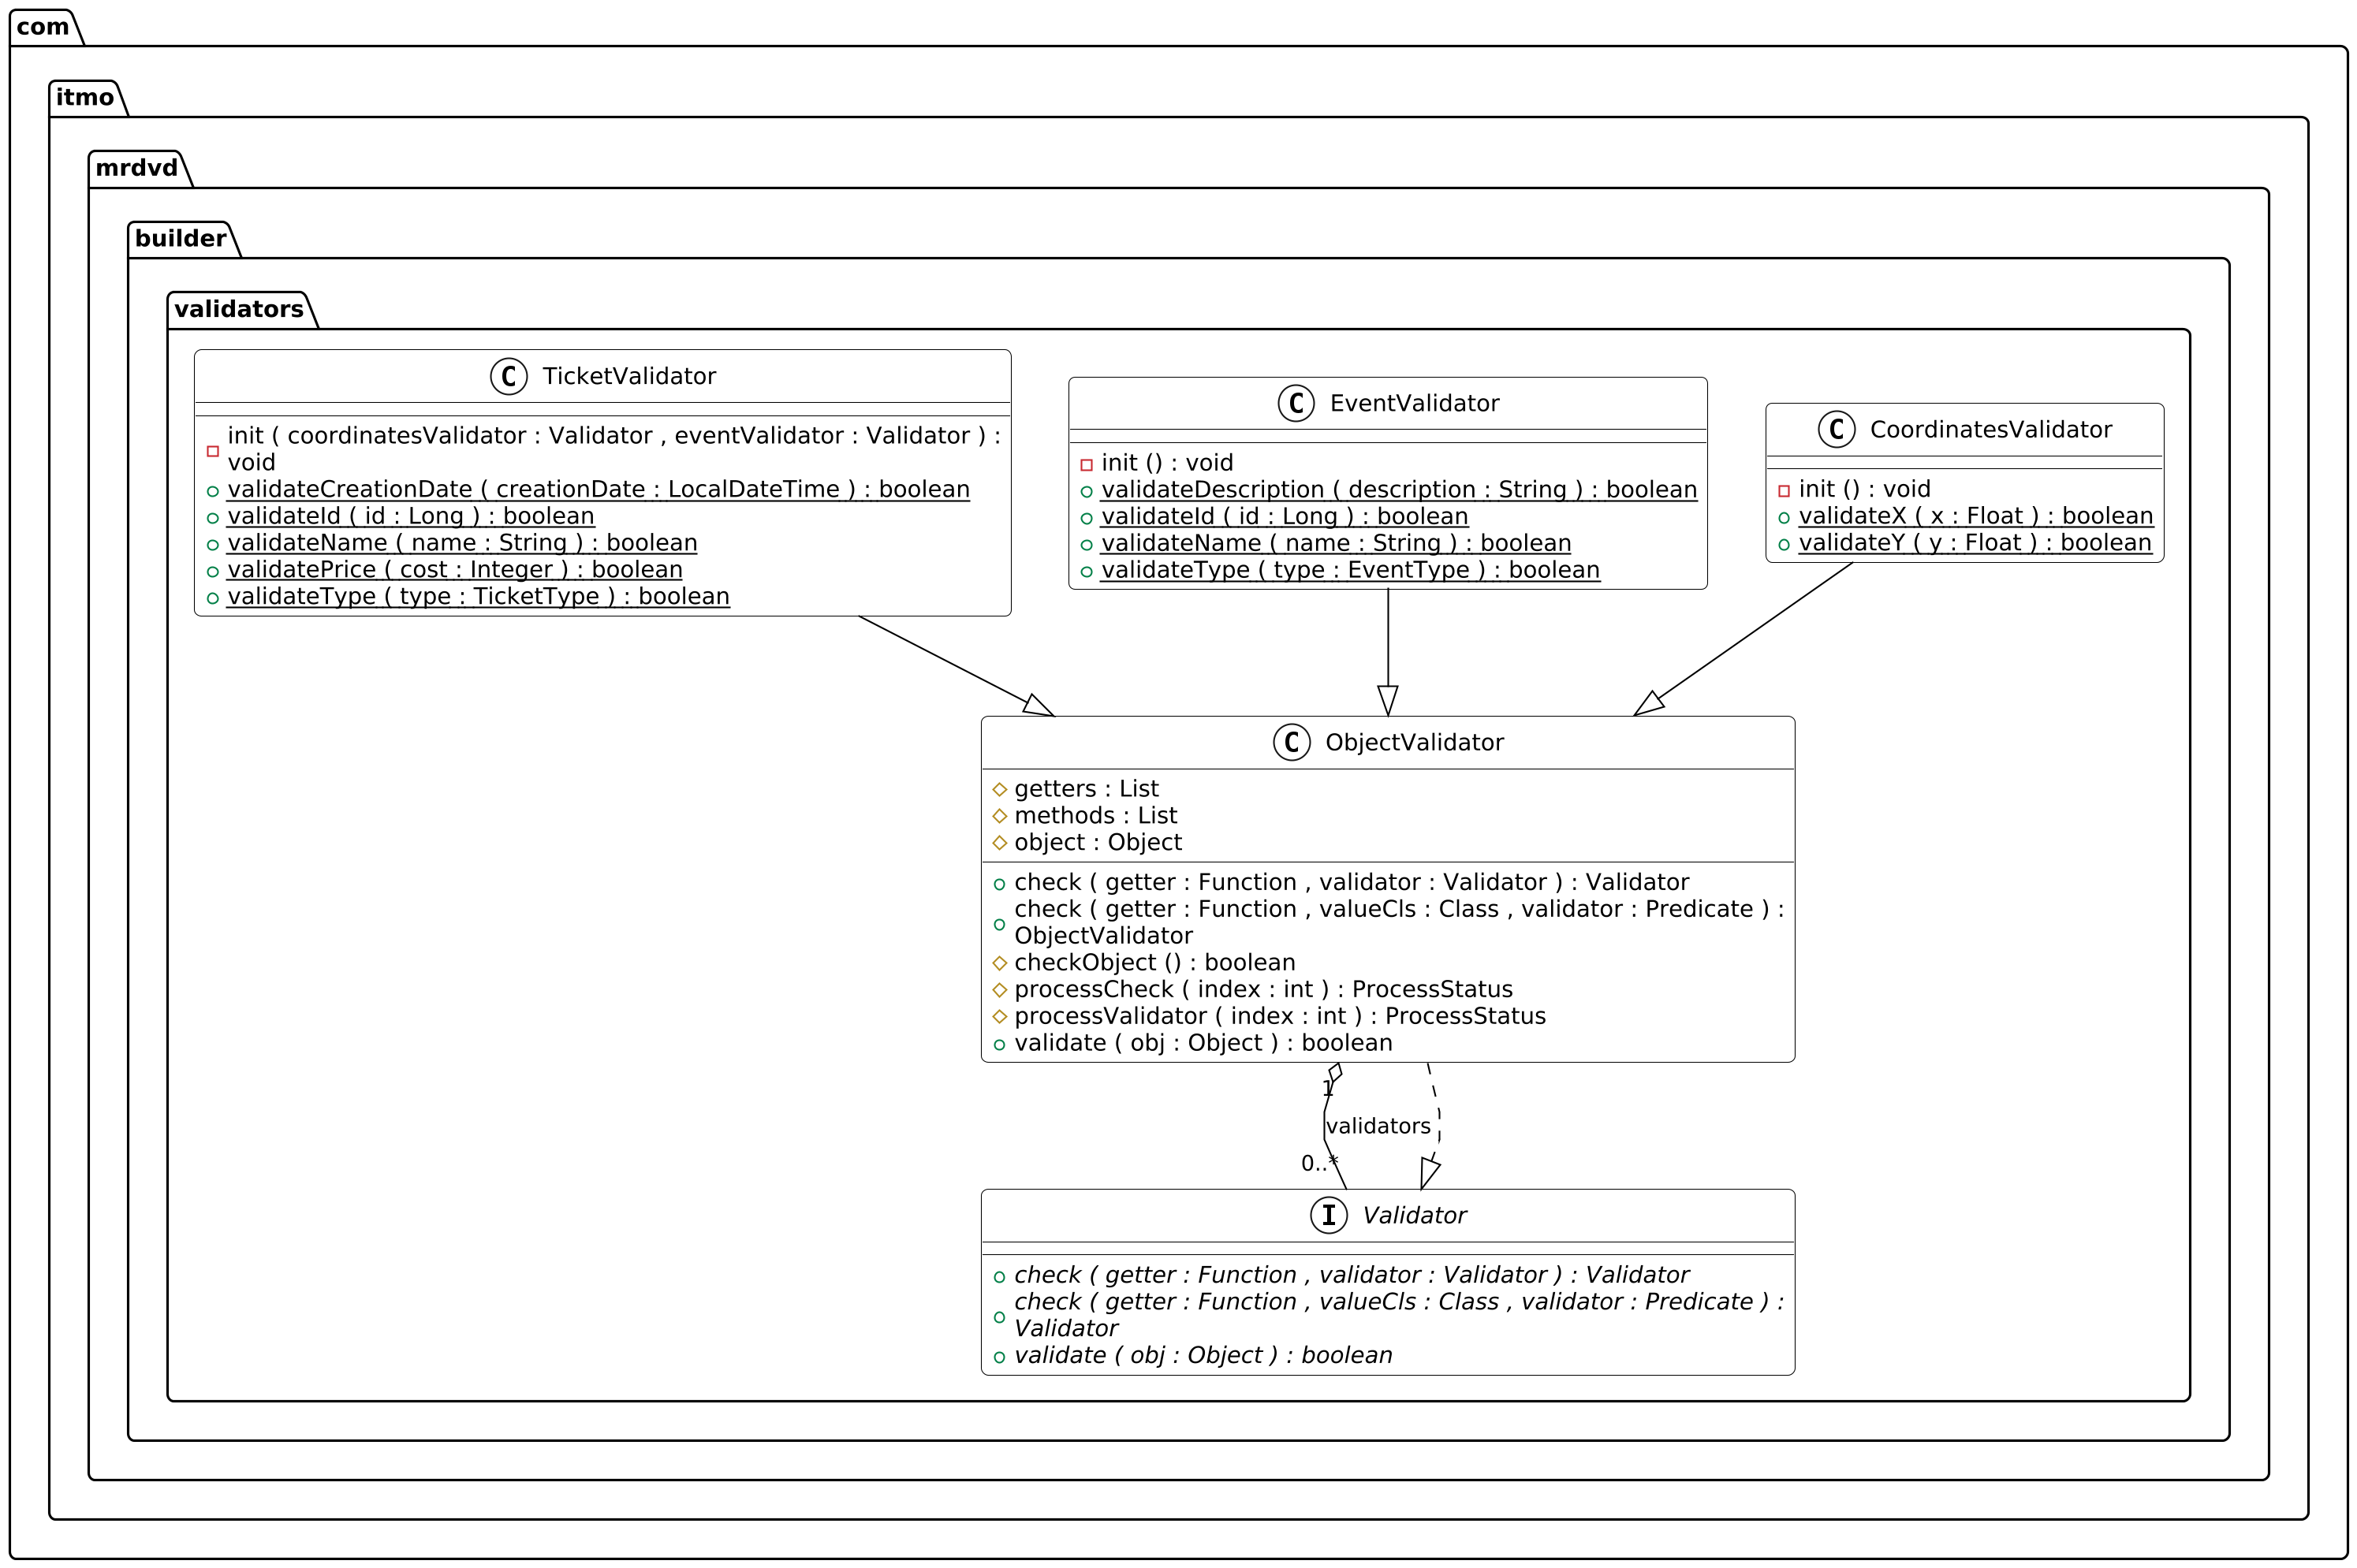 com
itmo
mrdvd
builder
validators
C TicketValidator
init ( coordinatesValidator : Validator , eventValidator : Validator ) :
void
validateCreationDate ( creationDate : LocalDateTime ) : boolean
validateId ( id : Long ) : boolean
validateName ( name : String ) : boolean
validatePrice ( cost : Integer ) : boolean
validateType ( type : TicketType ) : boolean
C EventValidator
init () : void
validateDescription ( description : String ) : boolean
validateId ( id : Long ) : boolean
validateName ( name : String ) : boolean
validateType ( type : EventType ) : boolean
C CoordinatesValidator
init () : void
validateX ( x : Float ) : boolean
validateY ( y : Float ) : boolean
C ObjectValidator
getters : List
methods : List
object : Object
check ( getter : Function , validator : Validator ) : Validator
check ( getter : Function , valueCls : Class , validator : Predicate ) :
ObjectValidator
checkObject () : boolean
processCheck ( index : int ) : ProcessStatus
processValidator ( index : int ) : ProcessStatus
validate ( obj : Object ) : boolean
1
validators
0..*
I Validator
check ( getter : Function , validator : Validator ) : Validator
check ( getter : Function , valueCls : Class , validator : Predicate ) :
Validator
validate ( obj : Object ) : boolean